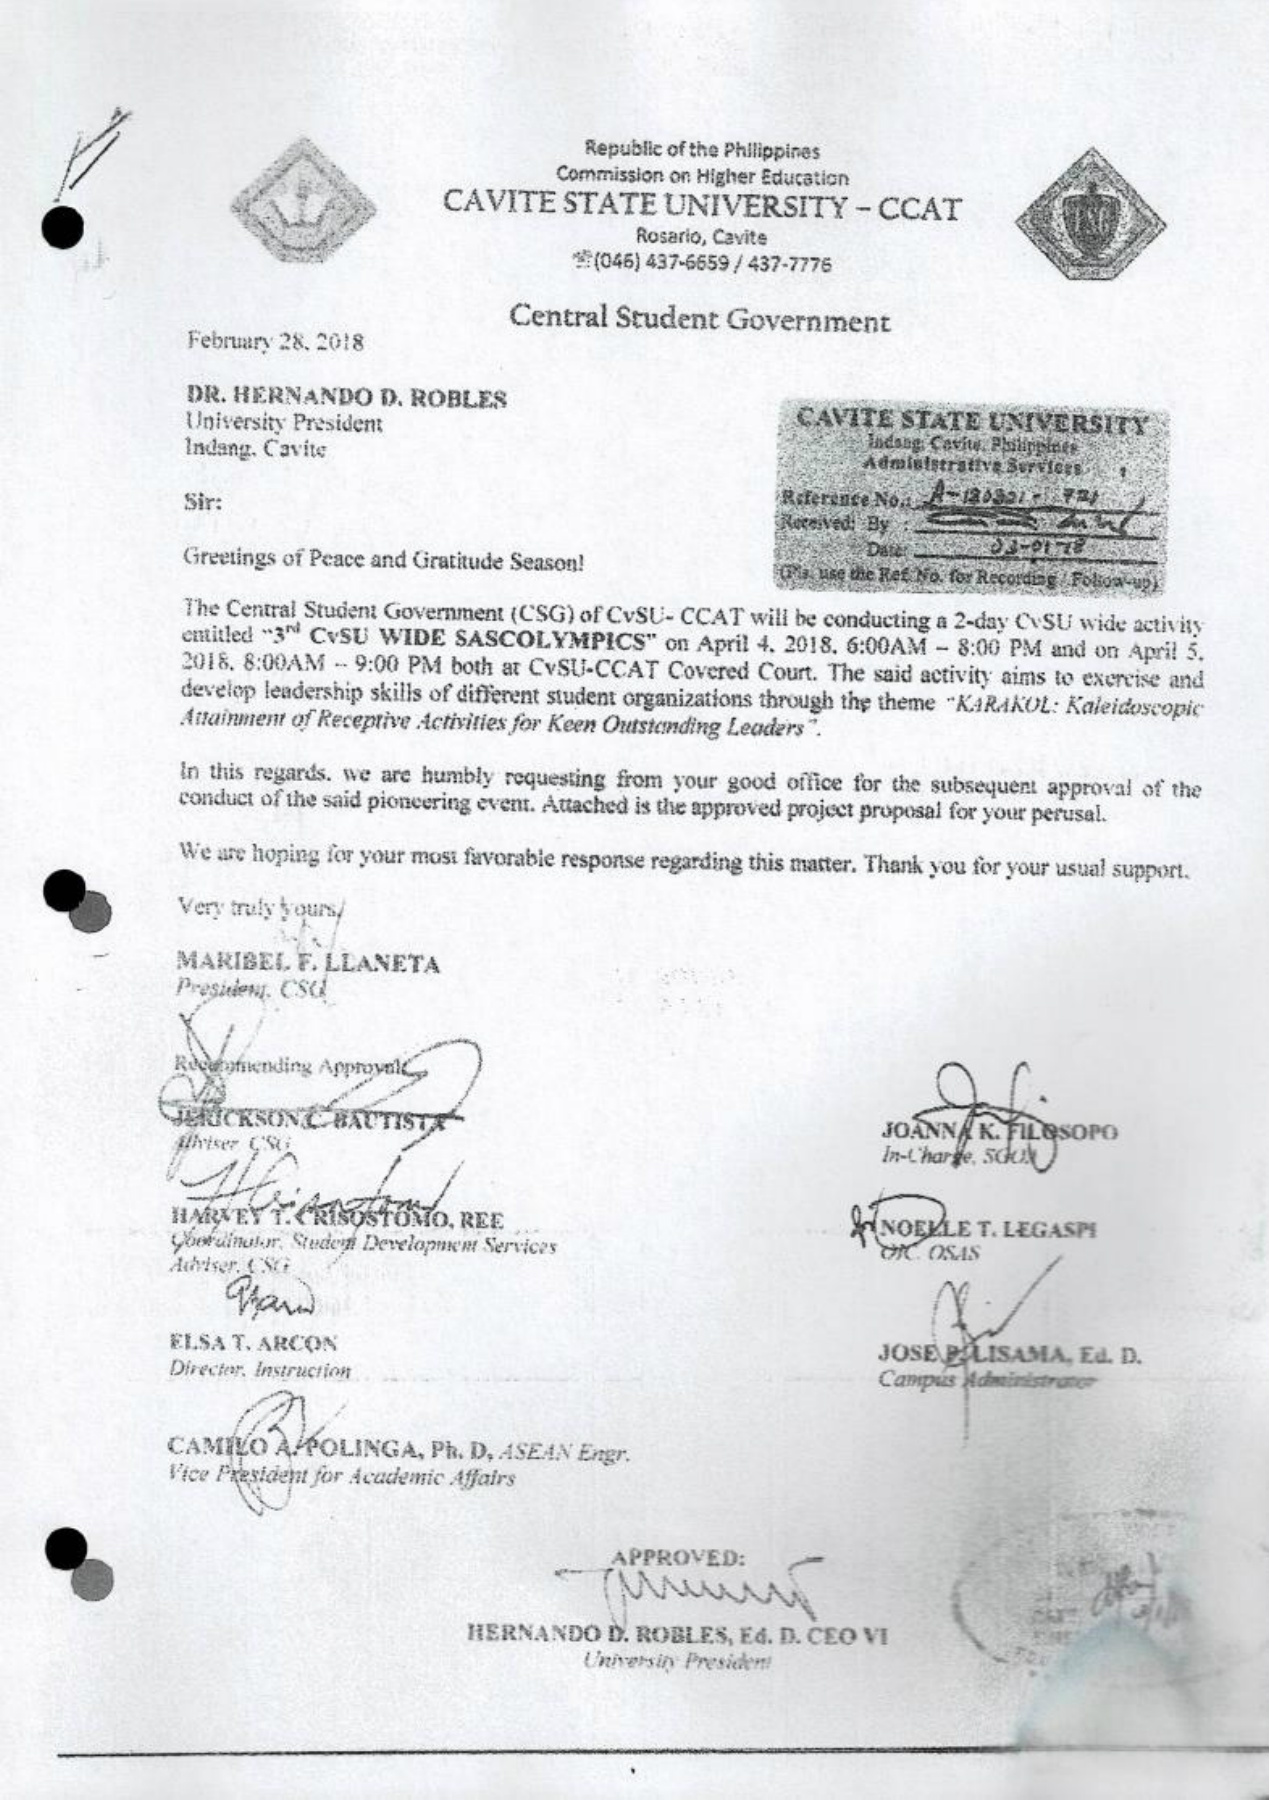 Republic of the Philippines
Commission on Higher Education
CAVITE STATE UNIVERSITY – CCAT
Rosario, Cavite
☏(046) 437-6659 / 437-7776
Central Student Government
February 28, 2018
DR. HERNANDO D. ROBLES
University President
Indang, Cavite
CAVITE STATE UNIVERSITY
Indang, Cavite, Philippines
Administrative Services
Reference No.:
Received: By :
Date:
(Pls. use the Ref. No. for Recording / Follow-up)
Sir:
Greetings of Peace and Gratitude Season!
The Central Student Government (CSG) of CvSU- CCAT will be conducting a 2-day CvSU wide activity
entitled "3rd CvSU WIDE SASCOLYMPICS" on April 4, 2018, 6:00AM – 8:00 PM and on April 5,
2018, 8:00AM – 9:00 PM both at CvSU-CCAT Covered Court. The said activity aims to exercise and
develop leadership skills of different student organizations through the theme "KARAKOL: Kaleidoscopic
Attainment of Receptive Activities for Keen Outstanding Leaders".
In this regards, we are humbly requesting from your good office for the subsequent approval of the
conduct of the said pioneering event. Attached is the approved project proposal for your perusal.
We are hoping for your most favorable response regarding this matter. Thank you for your usual support.
Very truly yours,
MARIBEL F. LLANETA
President, CSG
Recommending Approval:
JERICKSON C. BAUTISTA
Adviser, CSG
JOANNA K. FILOSOPO
In-Charge, SGOU
HARVEY T. CRISOSTOMO, REE
Coordinator, Student Development Services
Adviser, CSG
NOELLE T. LEGASPI
OIC, OSAS
ELSA T. ARCON
Director, Instruction
JOSE P. LISAMA, Ed. D.
Campus Administrator
CAMILO A. POLINGA, Ph. D, ASEAN Engr.
Vice President for Academic Affairs
APPROVED:
HERNANDO D. ROBLES, Ed. D. CEO VI
University President